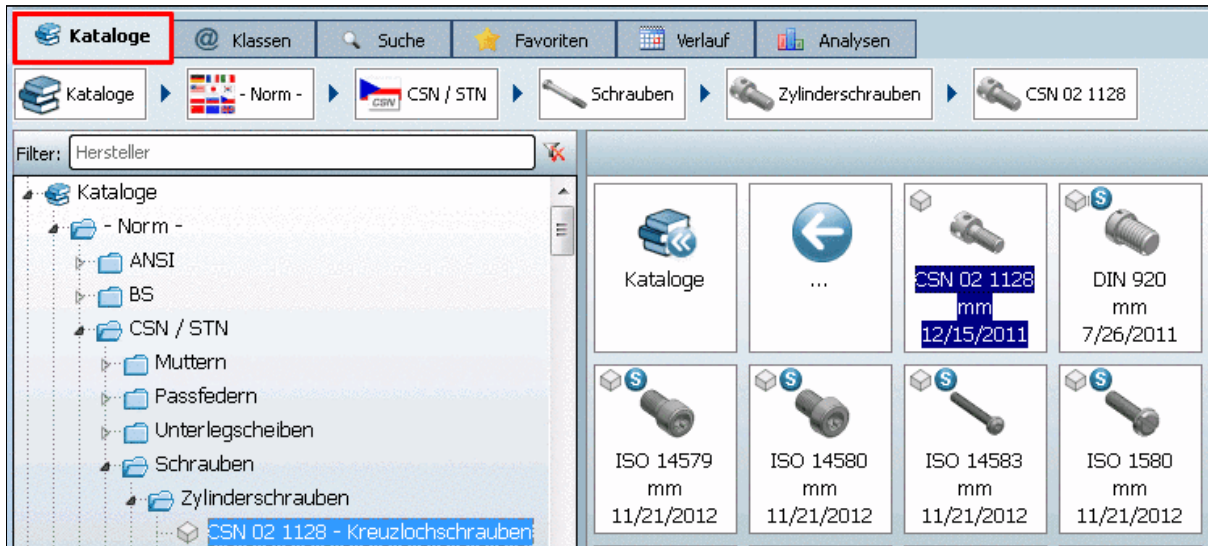 Kataloge Klassen Suche Favoriten Verlauf Analysen
Kataloge - Norm - CSN / STN Schrauben Zylinderschrauben CSN 02 1128
Filter: Hersteller
Kataloge
- Norm -
ANSI
BS
CSN / STN
Muttern
Passfedern
Unterlegscheiben
Schrauben
Zylinderschrauben
CSN 02 1128 - Kreuzlochschrauben
Kataloge
...
CSN 02 1128
mm
12/15/2011
S
DIN 920
mm
7/26/2011
S
ISO 14579
mm
11/21/2012
S
ISO 14580
mm
11/21/2012
S
ISO 14583
mm
11/21/2012
S
ISO 1580
mm
11/21/2012